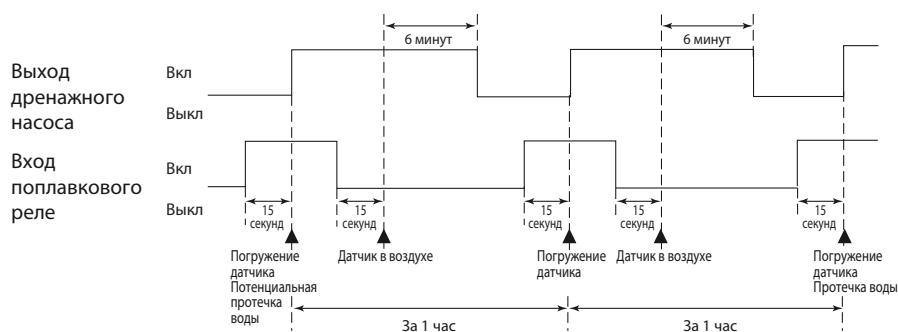 6 минут
6 минут
Выход
дренажного
насоса
Вкл
Выкл
Вход
поплавкового
реле
Вкл
Выкл
15
секунд
15
секунд
15
секунд
15
секунд
15
секунд
Погружение
датчика
Потенциальная
протечка
воды
Датчик в воздухе
Погружение
датчика
Датчик в воздухе
Погружение
датчика
Протечка воды
За 1 час
За 1 час